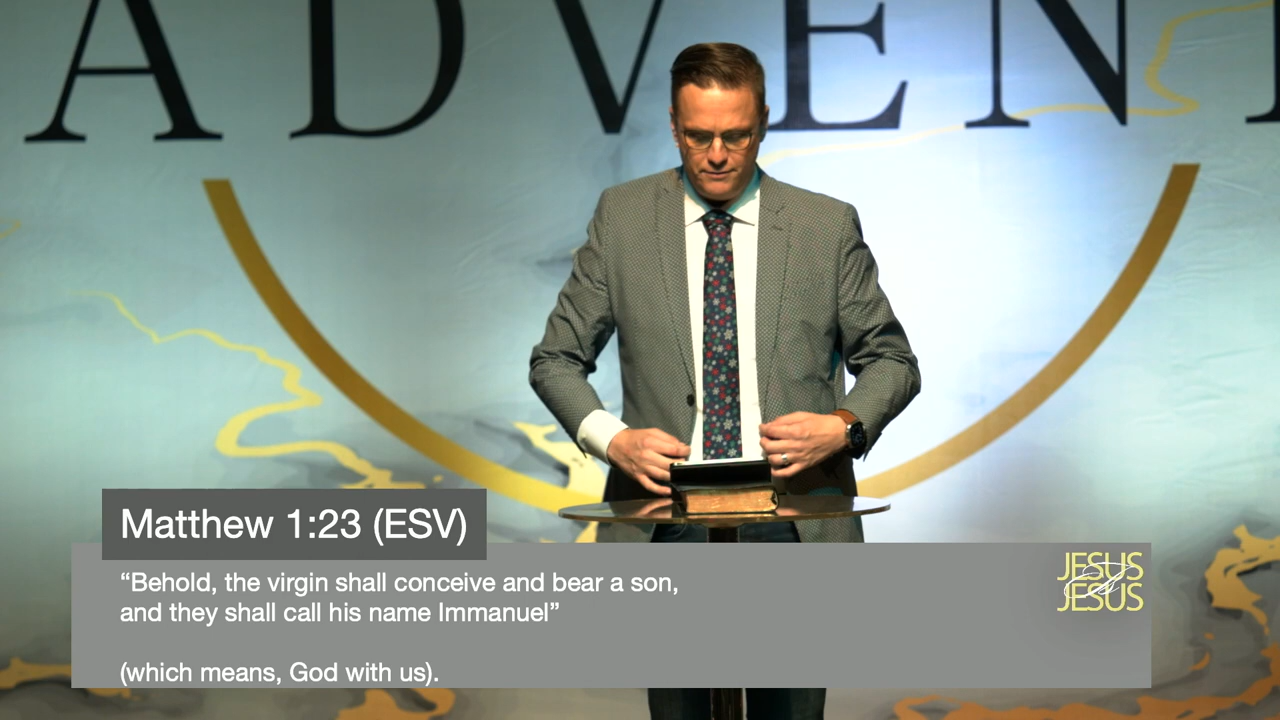 ADVENT
Matthew 1:23 (ESV)
“Behold, the virgin shall conceive and bear a son,
and they shall call his name Immanuel”
(which means, God with us).
JESUS
JESUS